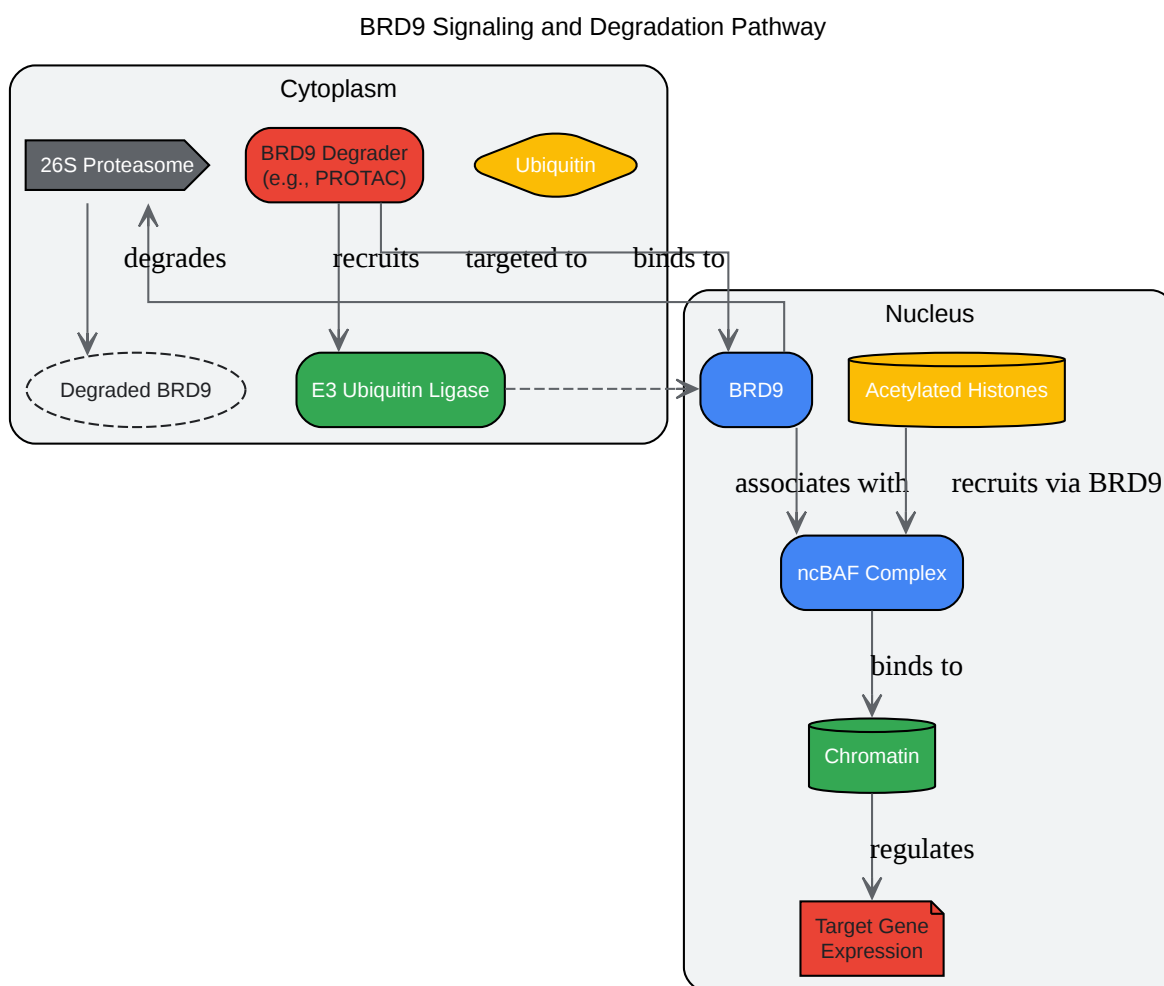 BRD9 Signaling and Degradation Pathway
Cytoplasm
26S Proteasome
BRD9 Degrader
(e.g., PROTAC)
Ubiquitin
degrades
recruits
targeted to
binds to
Nucleus
Degraded BRD9
E3 Ubiquitin Ligase
BRD9
Acetylated Histones
associates with
recruits via BRD9
ncBAF Complex
binds to
Chromatin
regulates
Target Gene
Expression